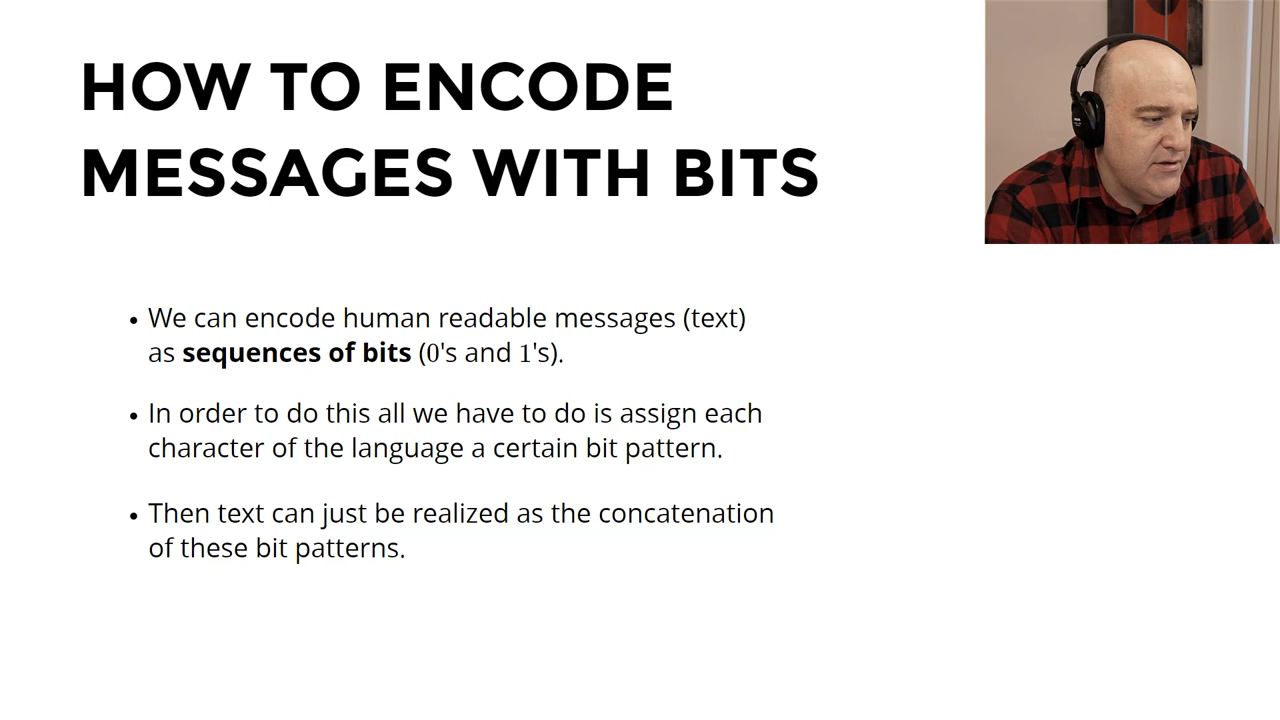 HOW TO ENCODE
MESSAGES WITH BITS
• We can encode human readable messages (text)
as sequences of bits (0's and 1's).
• In order to do this all we have to do is assign each
character of the language a certain bit pattern.
• Then text can just be realized as the concatenation
of these bit patterns.